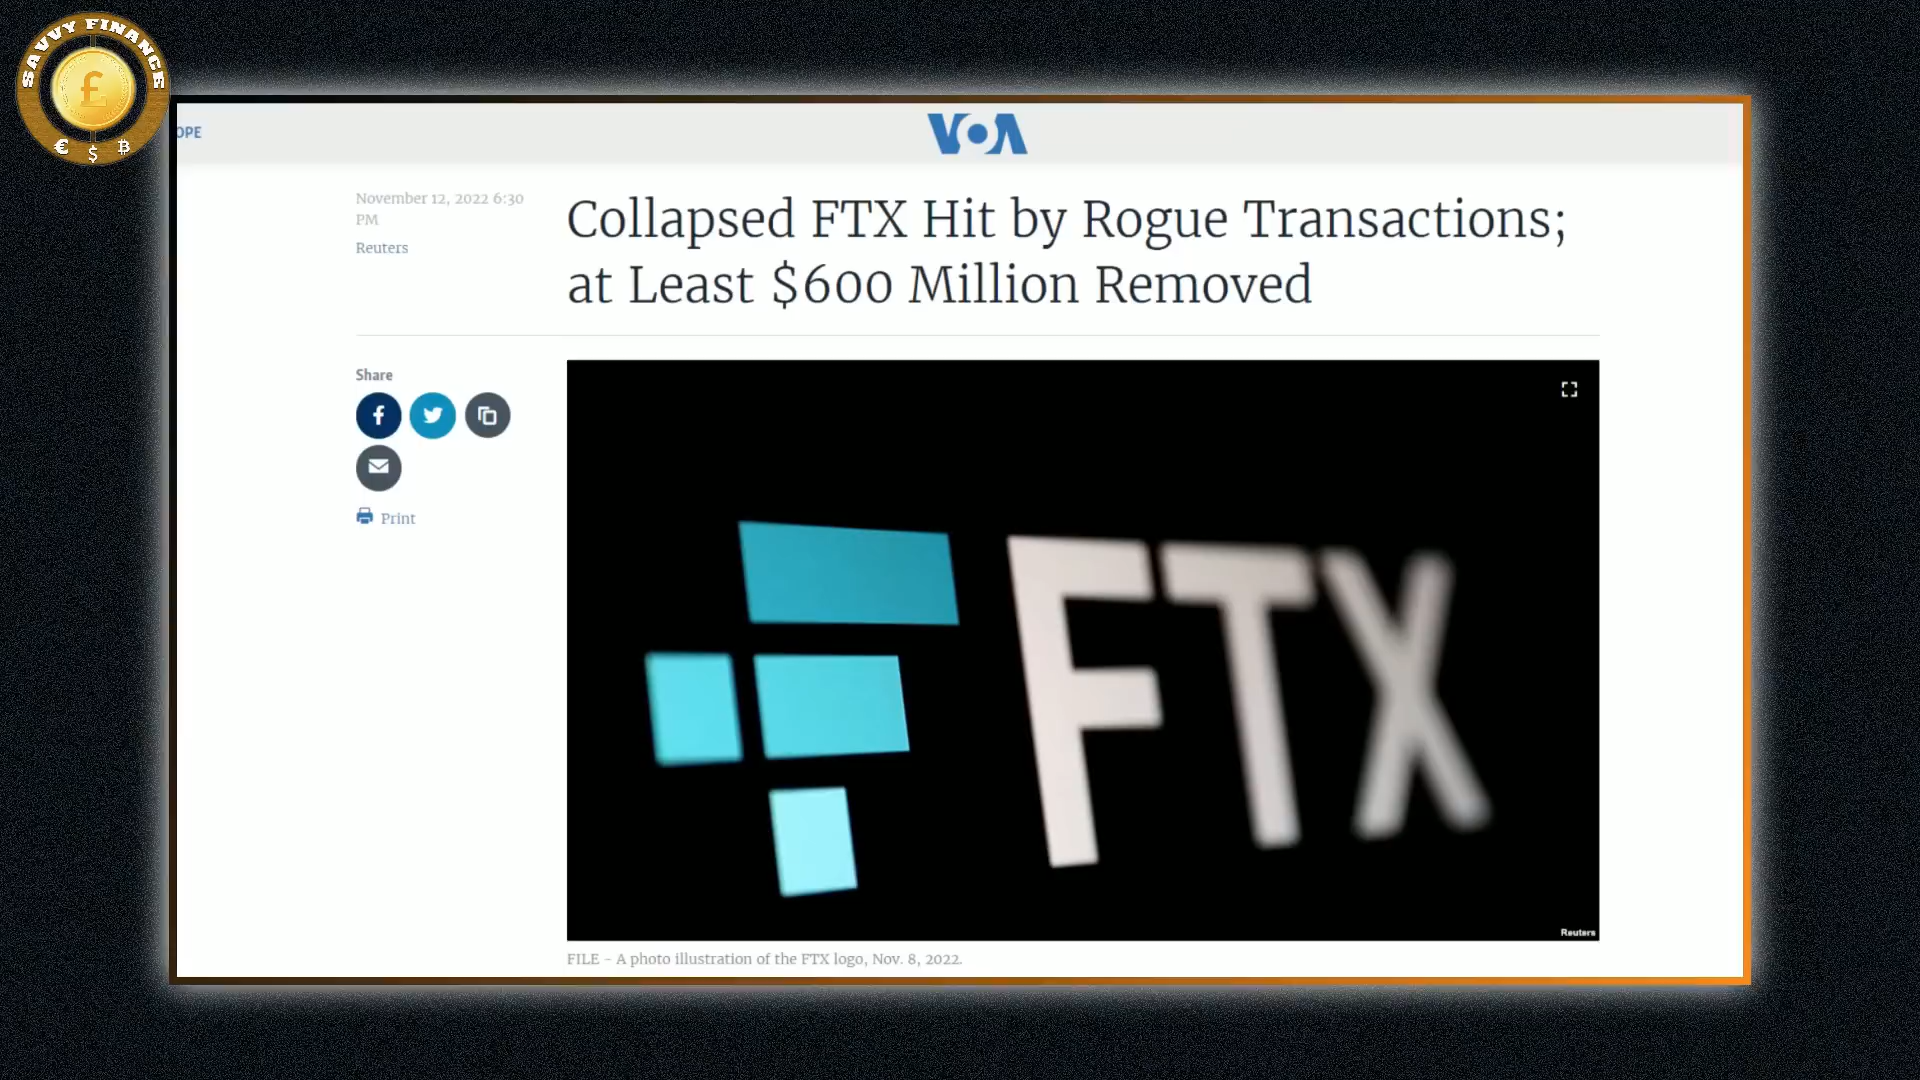 SAVVY FINANCE
£
€ $ ₿
OPE
VOA
November 12, 2022 6:30
PM
Reuters
Collapsed FTX Hit by Rogue Transactions;
at Least $600 Million Removed
Share
Print
FTX
Reuters
FILE - A photo illustration of the FTX logo, Nov. 8, 2022.